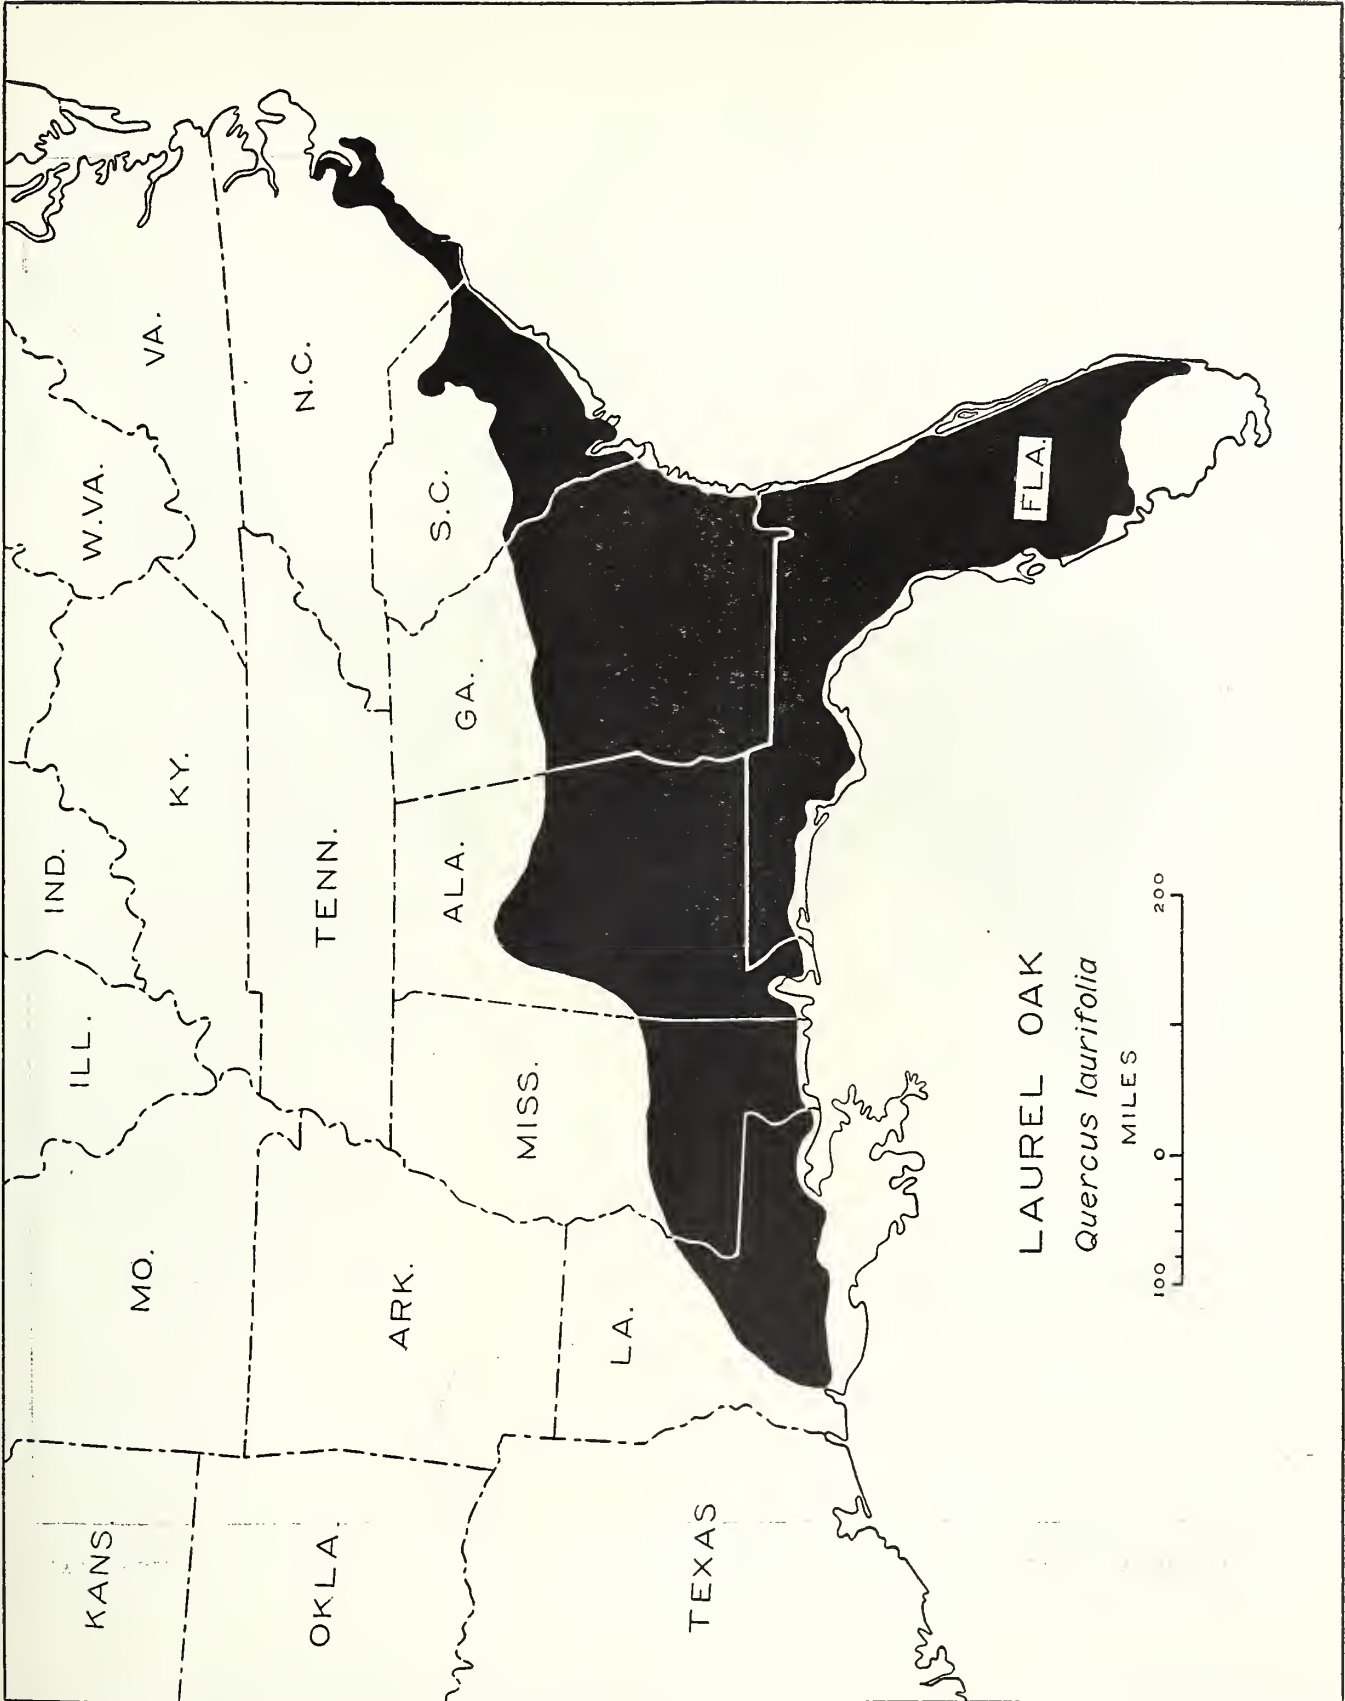 KANS.
MO.
ILL.
IND.
W.VA.
VA.
KY.
OKLA.
ARK.
TENN.
N.C.
TEXAS
LA.
MISS.
ALA.
GA.
S.C.
FLA.
LAUREL OAK
Quercus laurifolia
MILES
100 0 200